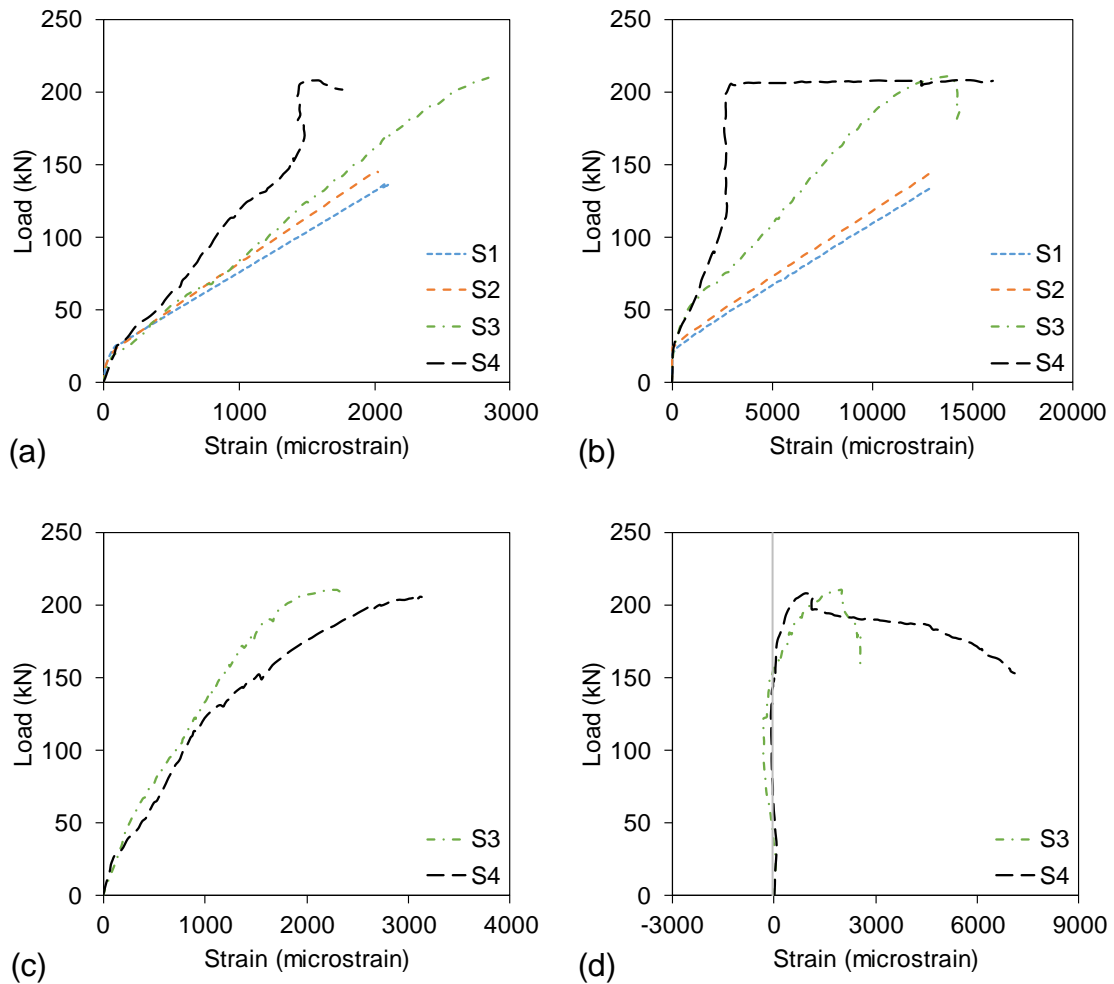 250
200
150
100
50
0
Load (kN)
S1
S2
S3
S4
0 1000 2000 3000
Strain (microstrain)
(a)
250
200
150
100
50
0
Load (kN)
S1
S2
S3
S4
0 5000 10000 15000 20000
Strain (microstrain)
(b)
250
200
150
100
50
0
Load (kN)
S3
S4
0 1000 2000 3000 4000
Strain (microstrain)
(c)
250
200
150
100
50
0
Load (kN)
S3
S4
-3000 0 3000 6000 9000
Strain (microstrain)
(d)